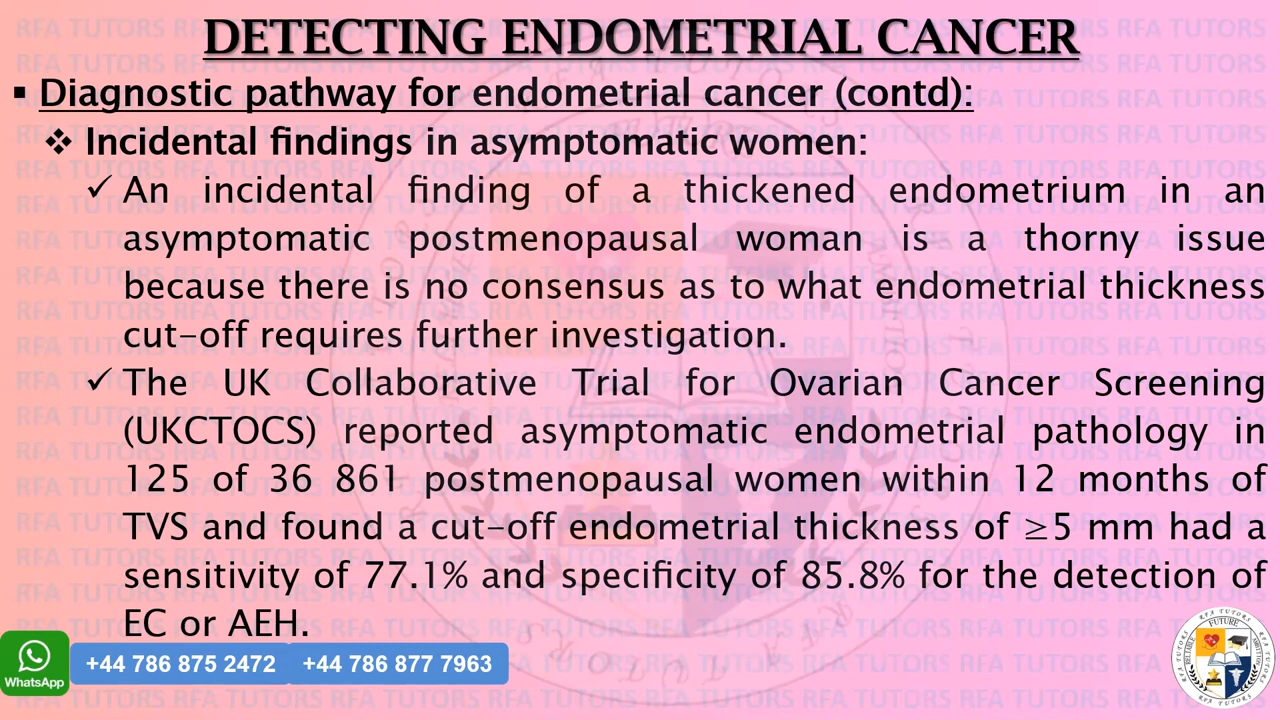 DETECTING ENDOMETRIAL CANCER
▪ Diagnostic pathway for endometrial cancer (contd):
❖ Incidental findings in asymptomatic women:
✓ An incidental finding of a thickened endometrium in an
asymptomatic postmenopausal woman is a thorny issue
because there is no consensus as to what endometrial thickness
cut-off requires further investigation.
✓ The UK Collaborative Trial for Ovarian Cancer Screening
(UKCTOCS) reported asymptomatic endometrial pathology in
125 of 36 861 postmenopausal women within 12 months of
TVS and found a cut-off endometrial thickness of ≥5 mm had a
sensitivity of 77.1% and specificity of 85.8% for the detection of
EC or AEH.
WhatsApp
+44 786 875 2472 +44 786 877 7963
RFA TUTORS
RELIABLE FUTURE AMBITION